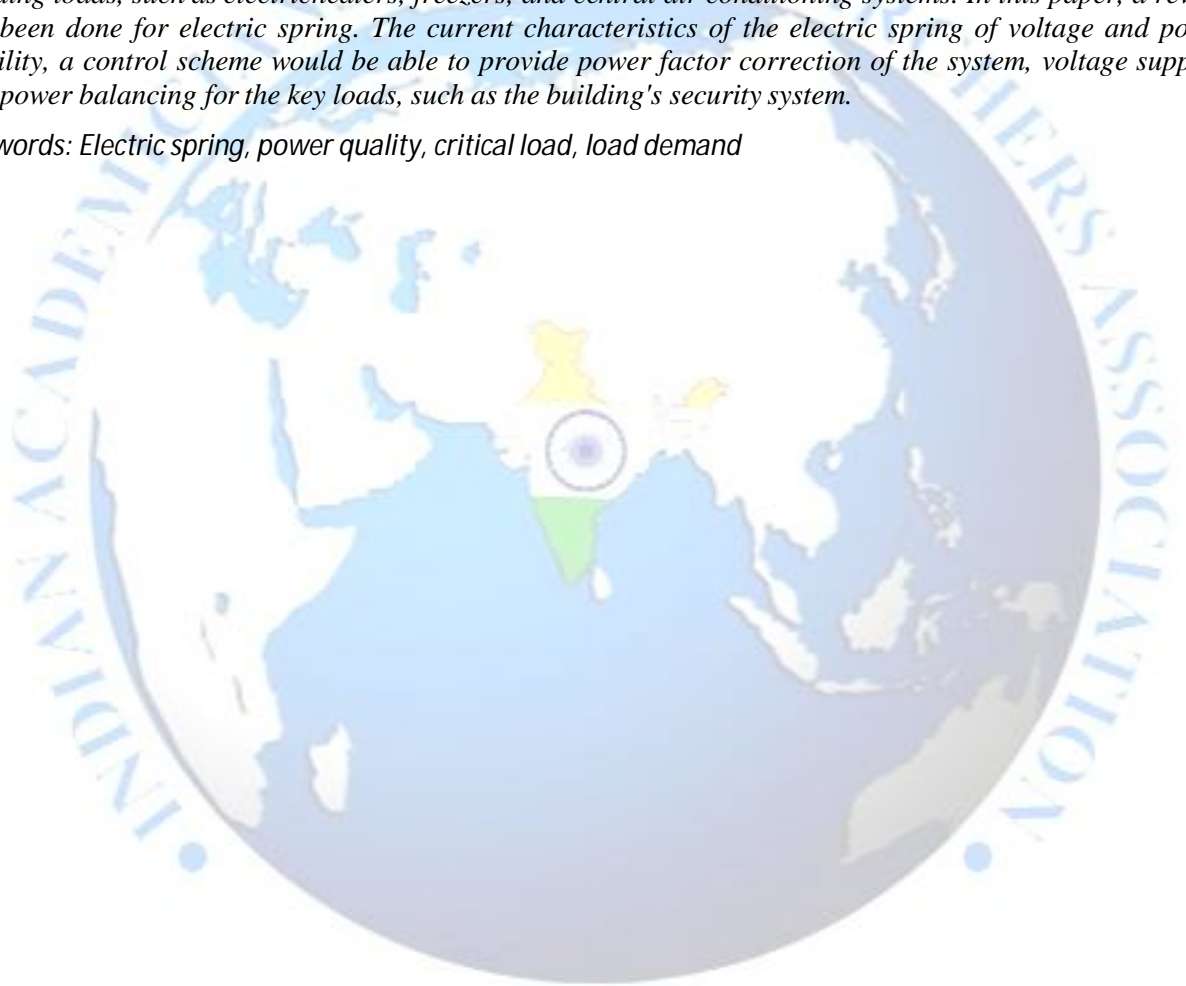 ding loads, such as electricheaters, freezers, and central air conditioning systems. In this paper, a rev
been done for electric spring. The current characteristics of the electric spring of voltage and po
ility, a control scheme would be able to provide power factor correction of the system, voltage supp
power balancing for the key loads, such as the building's security system.
words: Electric spring, power quality, critical load, load demand
INDIAN ACADEMIC
HERS ASSOCIATION